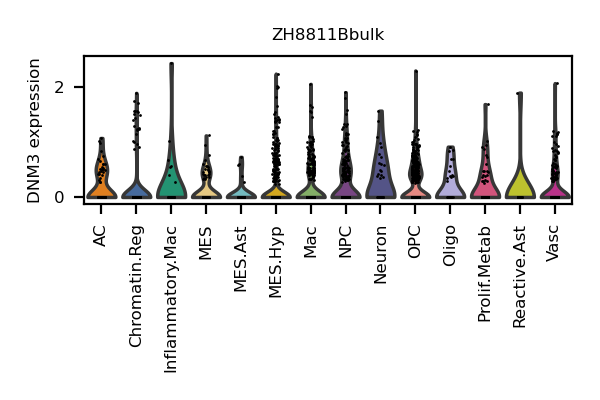 ZH8811Bbulk
DNM3 expression
2
0
AC
Chromatin.Reg
Inflammatory.Mac
MES
MES.Ast
MES.Hyp
Mac
NPC
Neuron
OPC
Oligo
Prolif.Metab
Reactive.Ast
Vasc